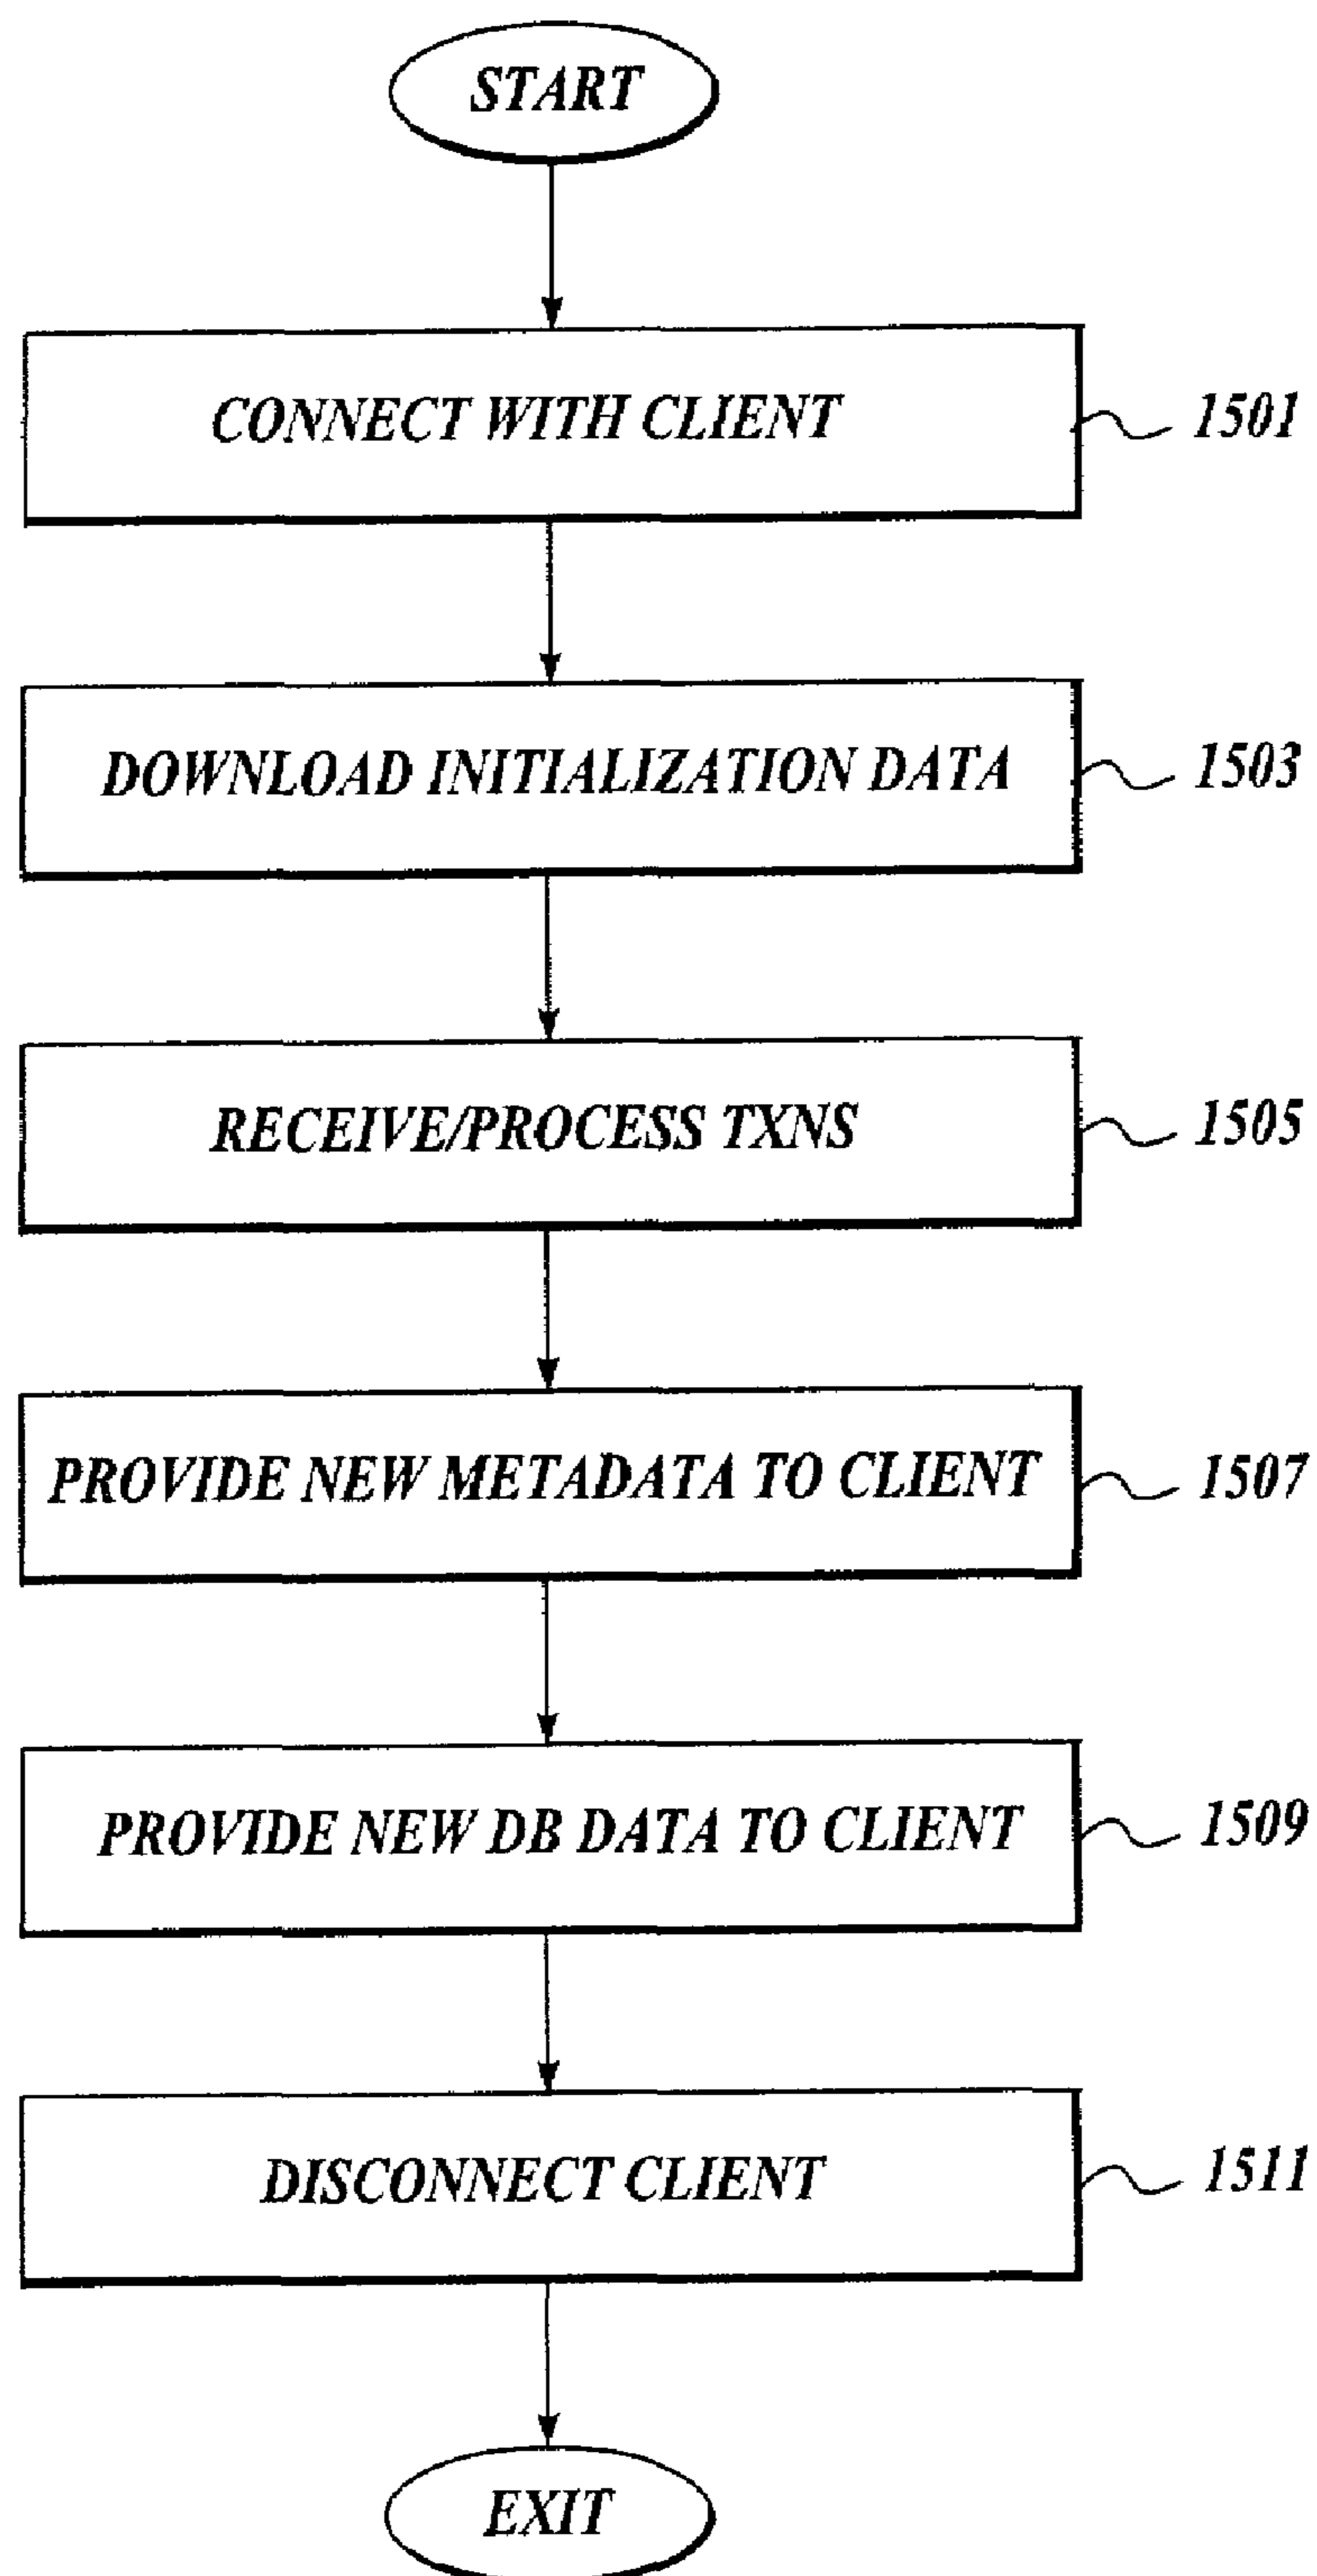 START
CONNECT WITH CLIENT
1501
DOWNLOAD INITIALIZATION DATA
1503
RECEIVE/PROCESS TXNS
1505
PROVIDE NEW METADATA TO CLIENT
1507
PROVIDE NEW DB DATA TO CLIENT
1509
DISCONNECT CLIENT
1511
EXIT